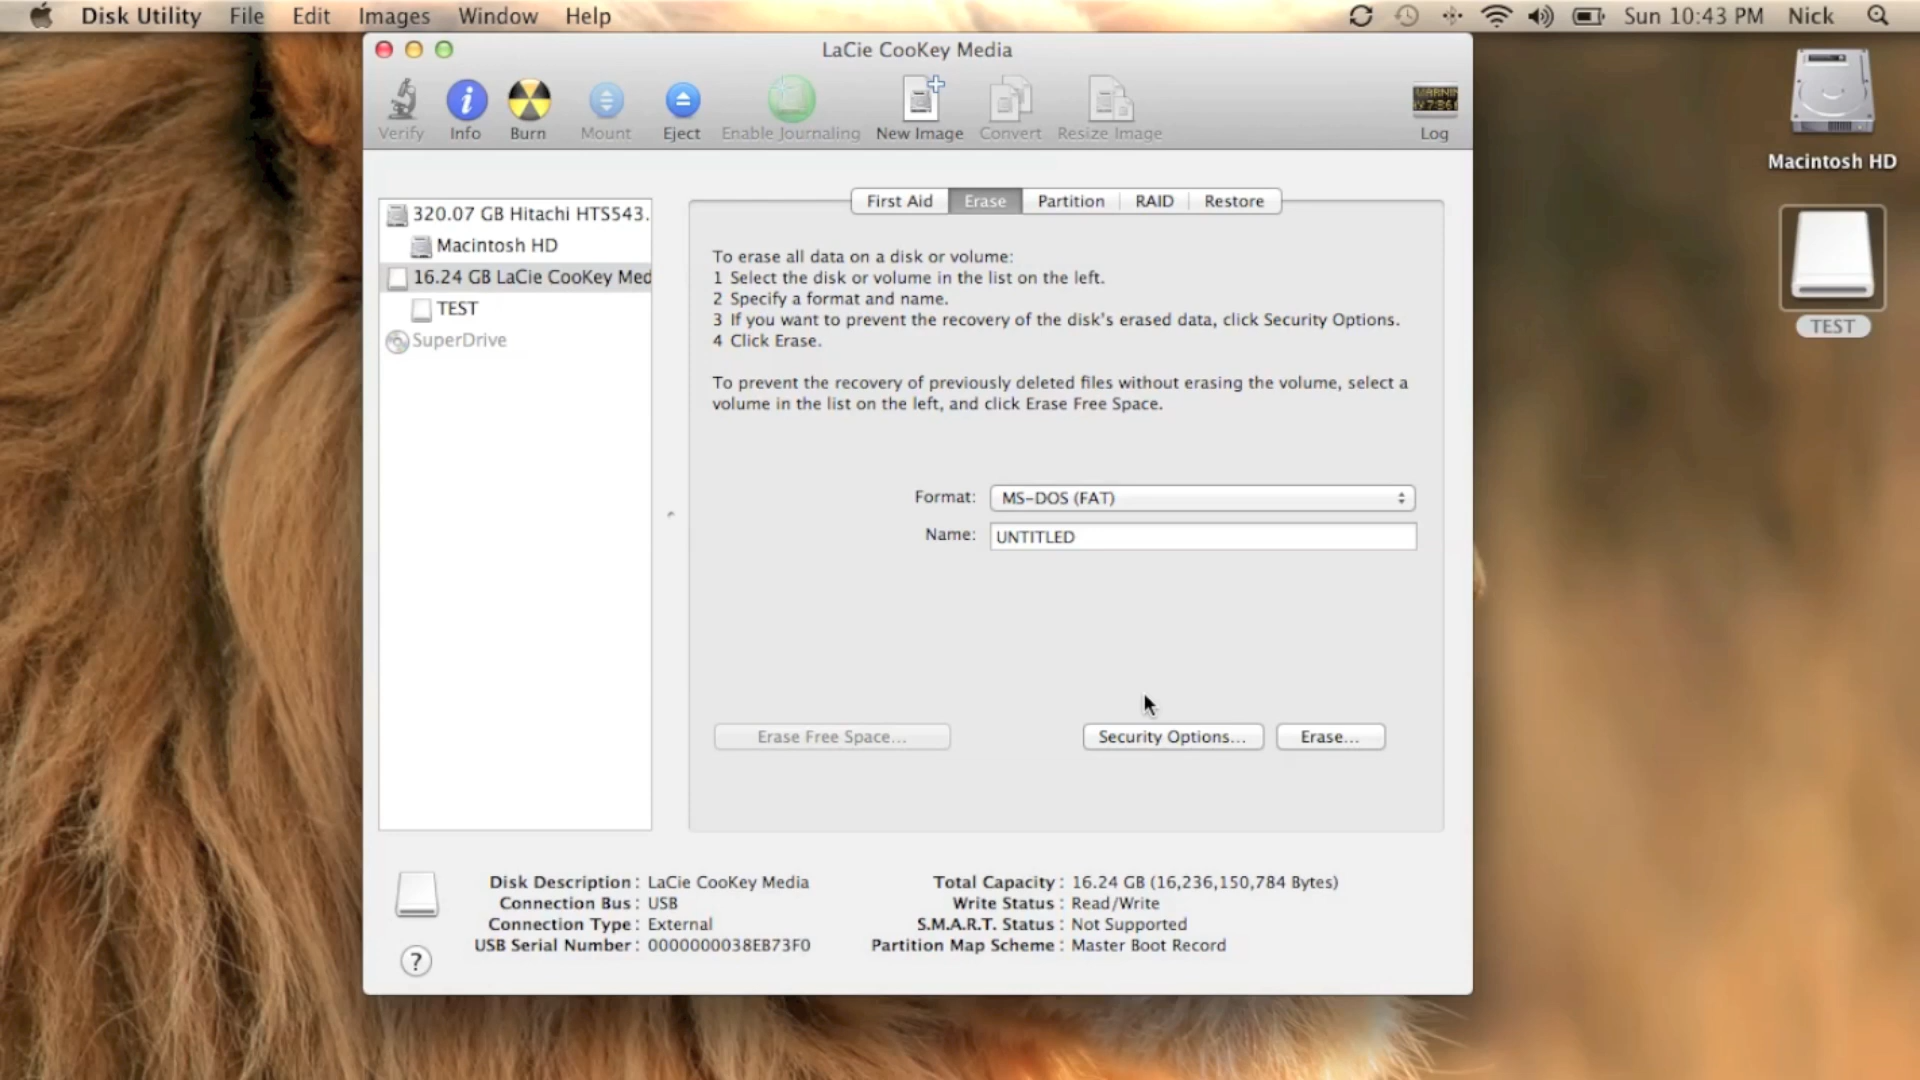 Disk Utility File Edit Images Window Help Sun 10:43 PM Nick
LaCie CooKey Media
Verify Info Burn Mount Eject Enable Journaling New Image Convert Resize Image Log
Macintosh HD
TEST
320.07 GB Hitachi HTS543.
Macintosh HD
16.24 GB LaCie CooKey Med
TEST
SuperDrive
First Aid Erase Partition RAID Restore
To erase all data on a disk or volume:
1 Select the disk or volume in the list on the left.
2 Specify a format and name.
3 If you want to prevent the recovery of the disk's erased data, click Security Options.
4 Click Erase.
To prevent the recovery of previously deleted files without erasing the volume, select a
volume in the list on the left, and click Erase Free Space.
Format: MS-DOS (FAT)
Name: UNTITLED
Erase Free Space... Security Options... Erase...
Disk Description : LaCie CooKey Media Total Capacity : 16.24 GB (16,236,150,784 Bytes)
Connection Bus : USB Write Status : Read/Write
Connection Type : External S.M.A.R.T. Status : Not Supported
USB Serial Number : 0000000038EB73F0 Partition Map Scheme : Master Boot Record
?